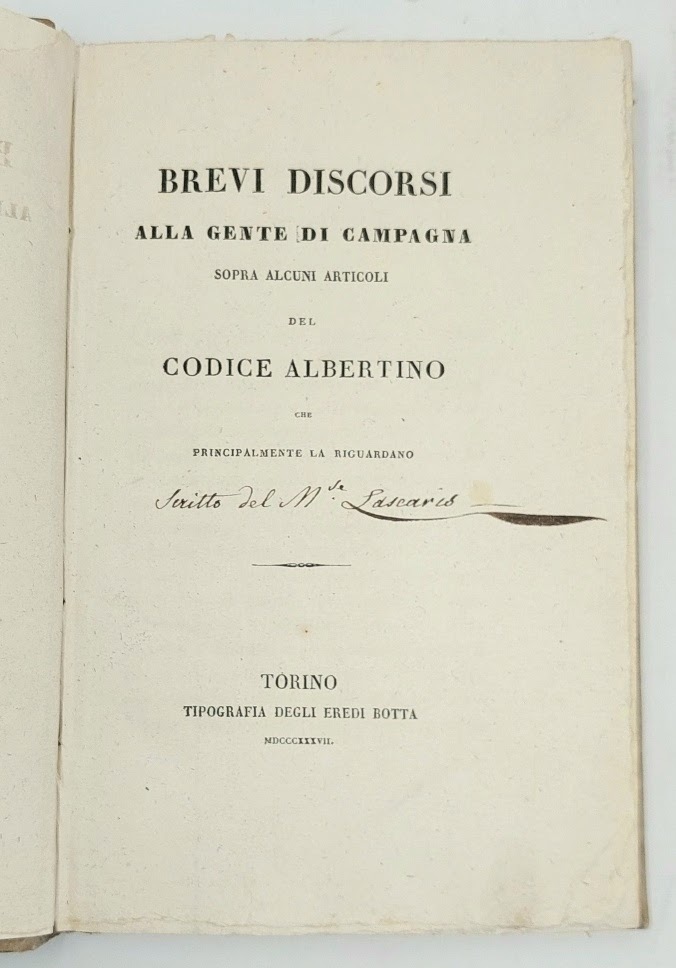 BREVI DISCORSI
ALLA GENTE DI CAMPAGNA
SOPRA ALCUNI ARTICOLI
DEL
CODICE ALBERTINO
CHE
PRINCIPALMENTE LA RIGUARDANO
Scritto del M.se Lascaris
TORINO
TIPOGRAFIA DEGLI EREDI BOTTA
MDCCCXXXVII.